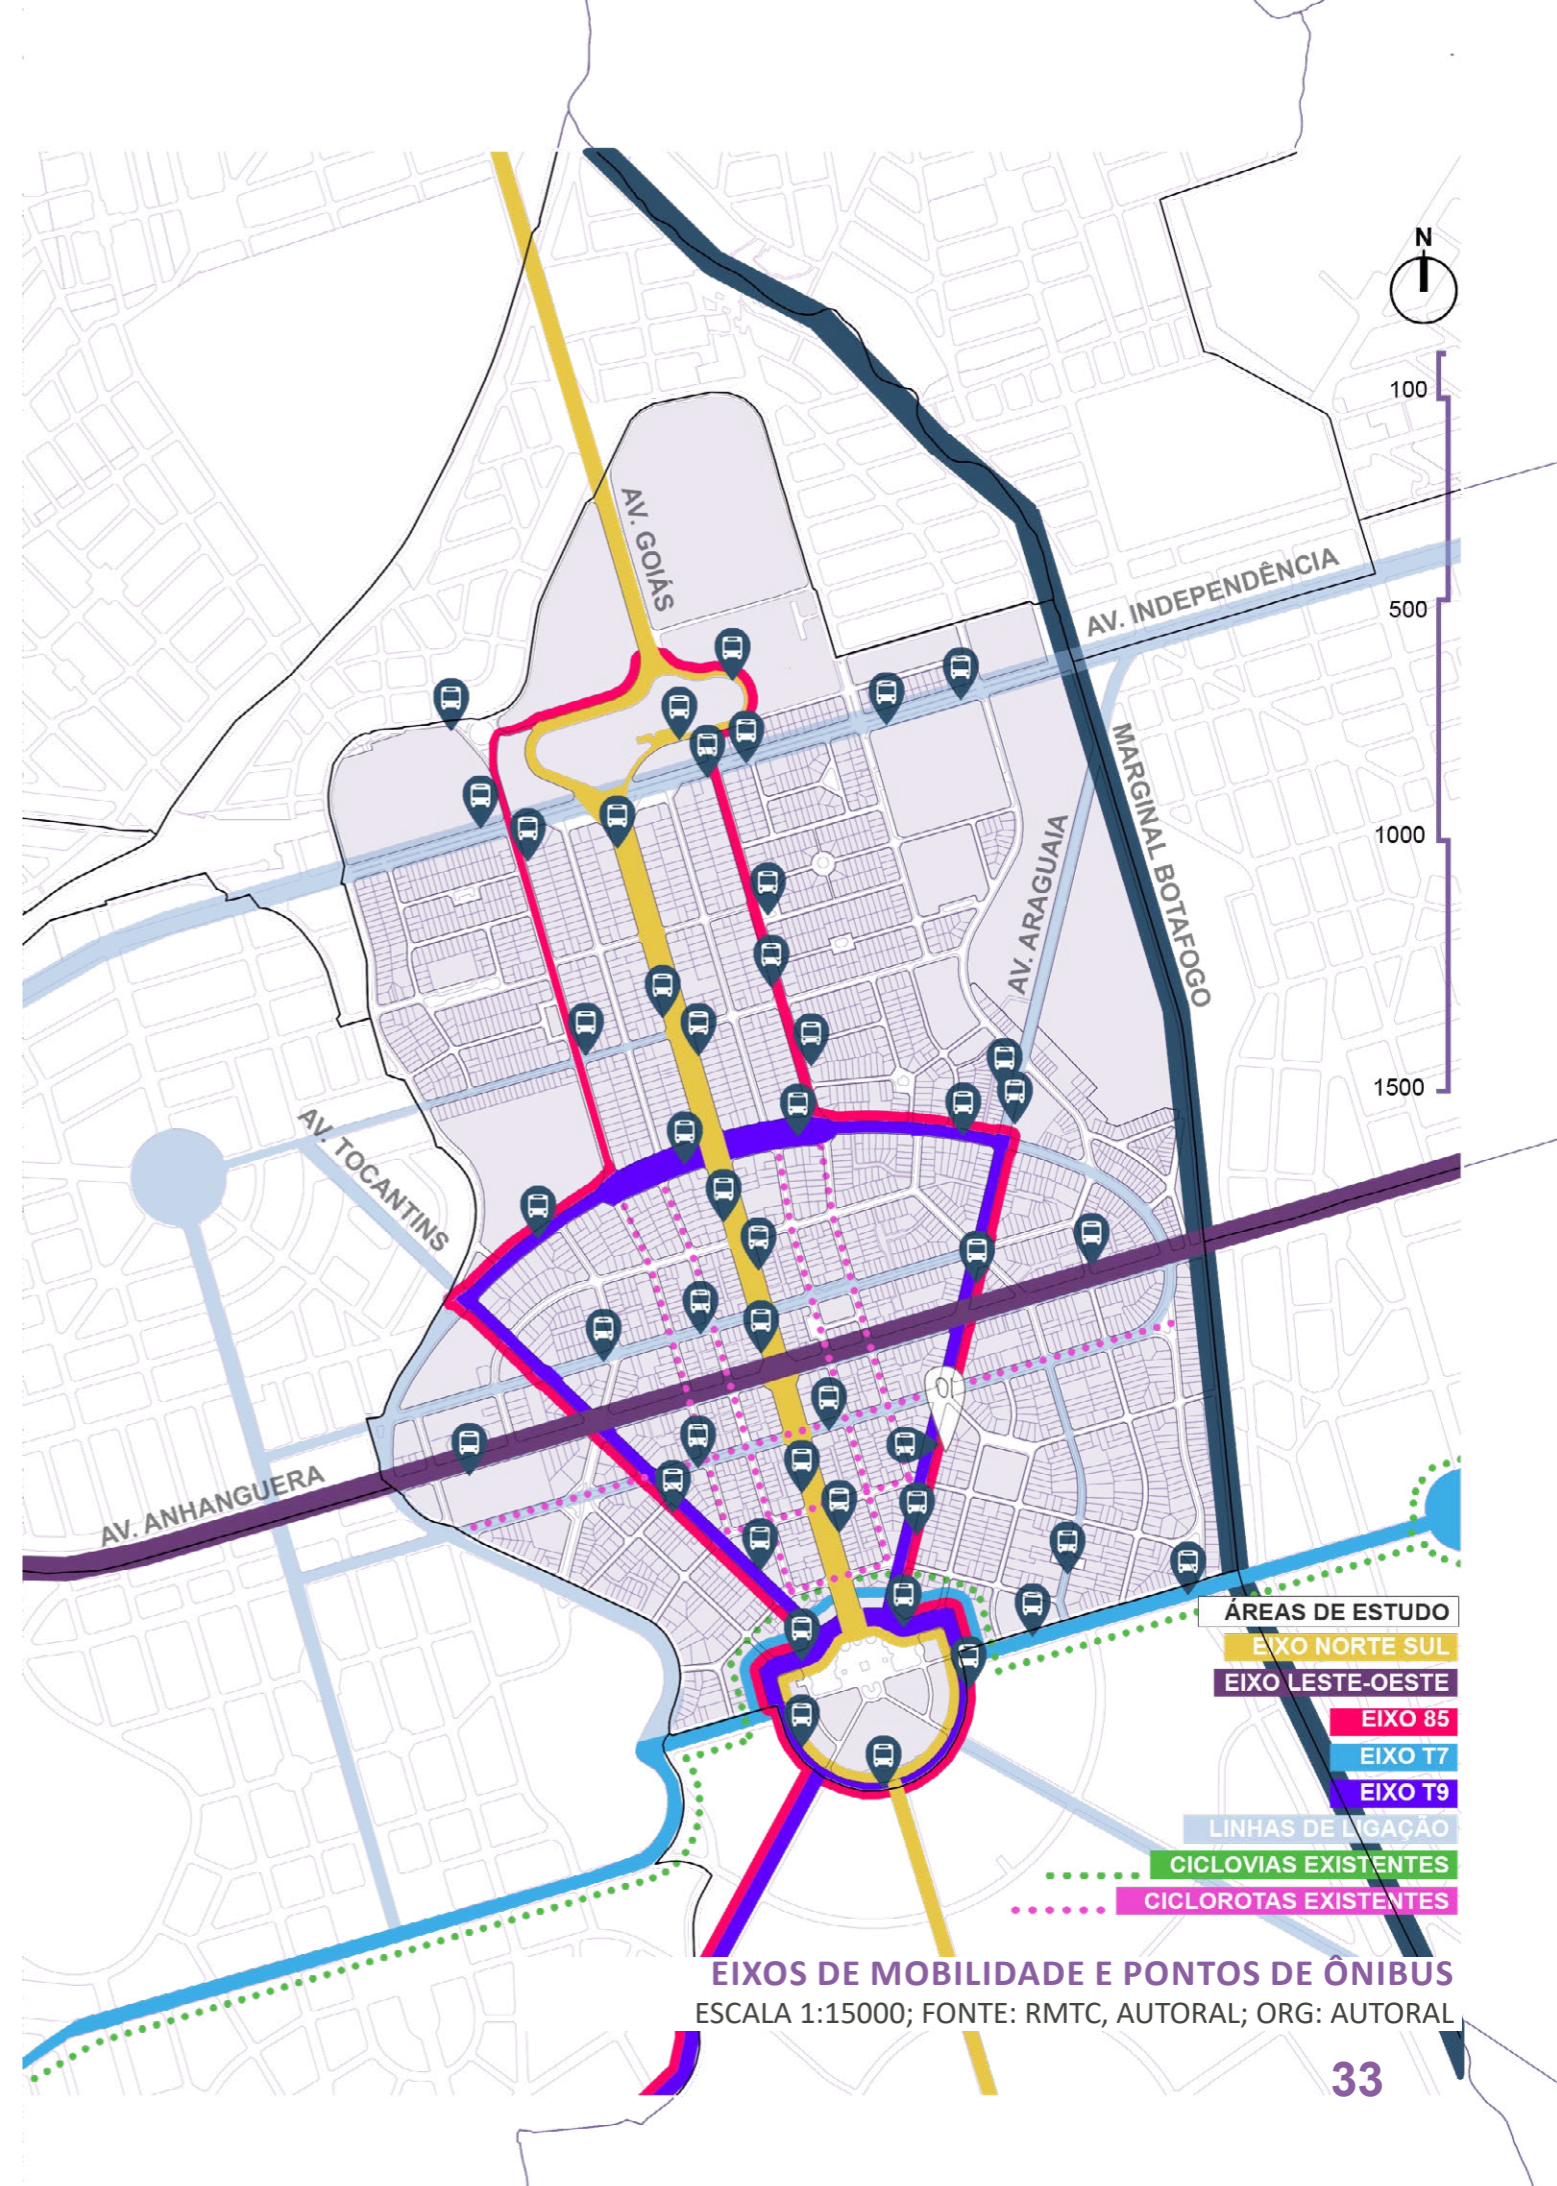 N
100
AV. GOIÁS
AV. INDEPENDÊNCIA
500
MARGINAL BOTAFOGO
AV. ARAGUAIA
1000
1500
AV. TOCANTINS
AV. ANHANGUERA
ÁREAS DE ESTUDO
EIXO NORTE SUL
EIXO LESTE-OESTE
EIXO 85
EIXO T7
EIXO T9
LINHAS DE LIGAÇÃO
CICLOVIAS EXISTENTES
CICLOROTAS EXISTENTES
EIXOS DE MOBILIDADE E PONTOS DE ÔNIBUS
ESCALA 1:15000; FONTE: RMTC, AUTORAL; ORG: AUTORAL
33